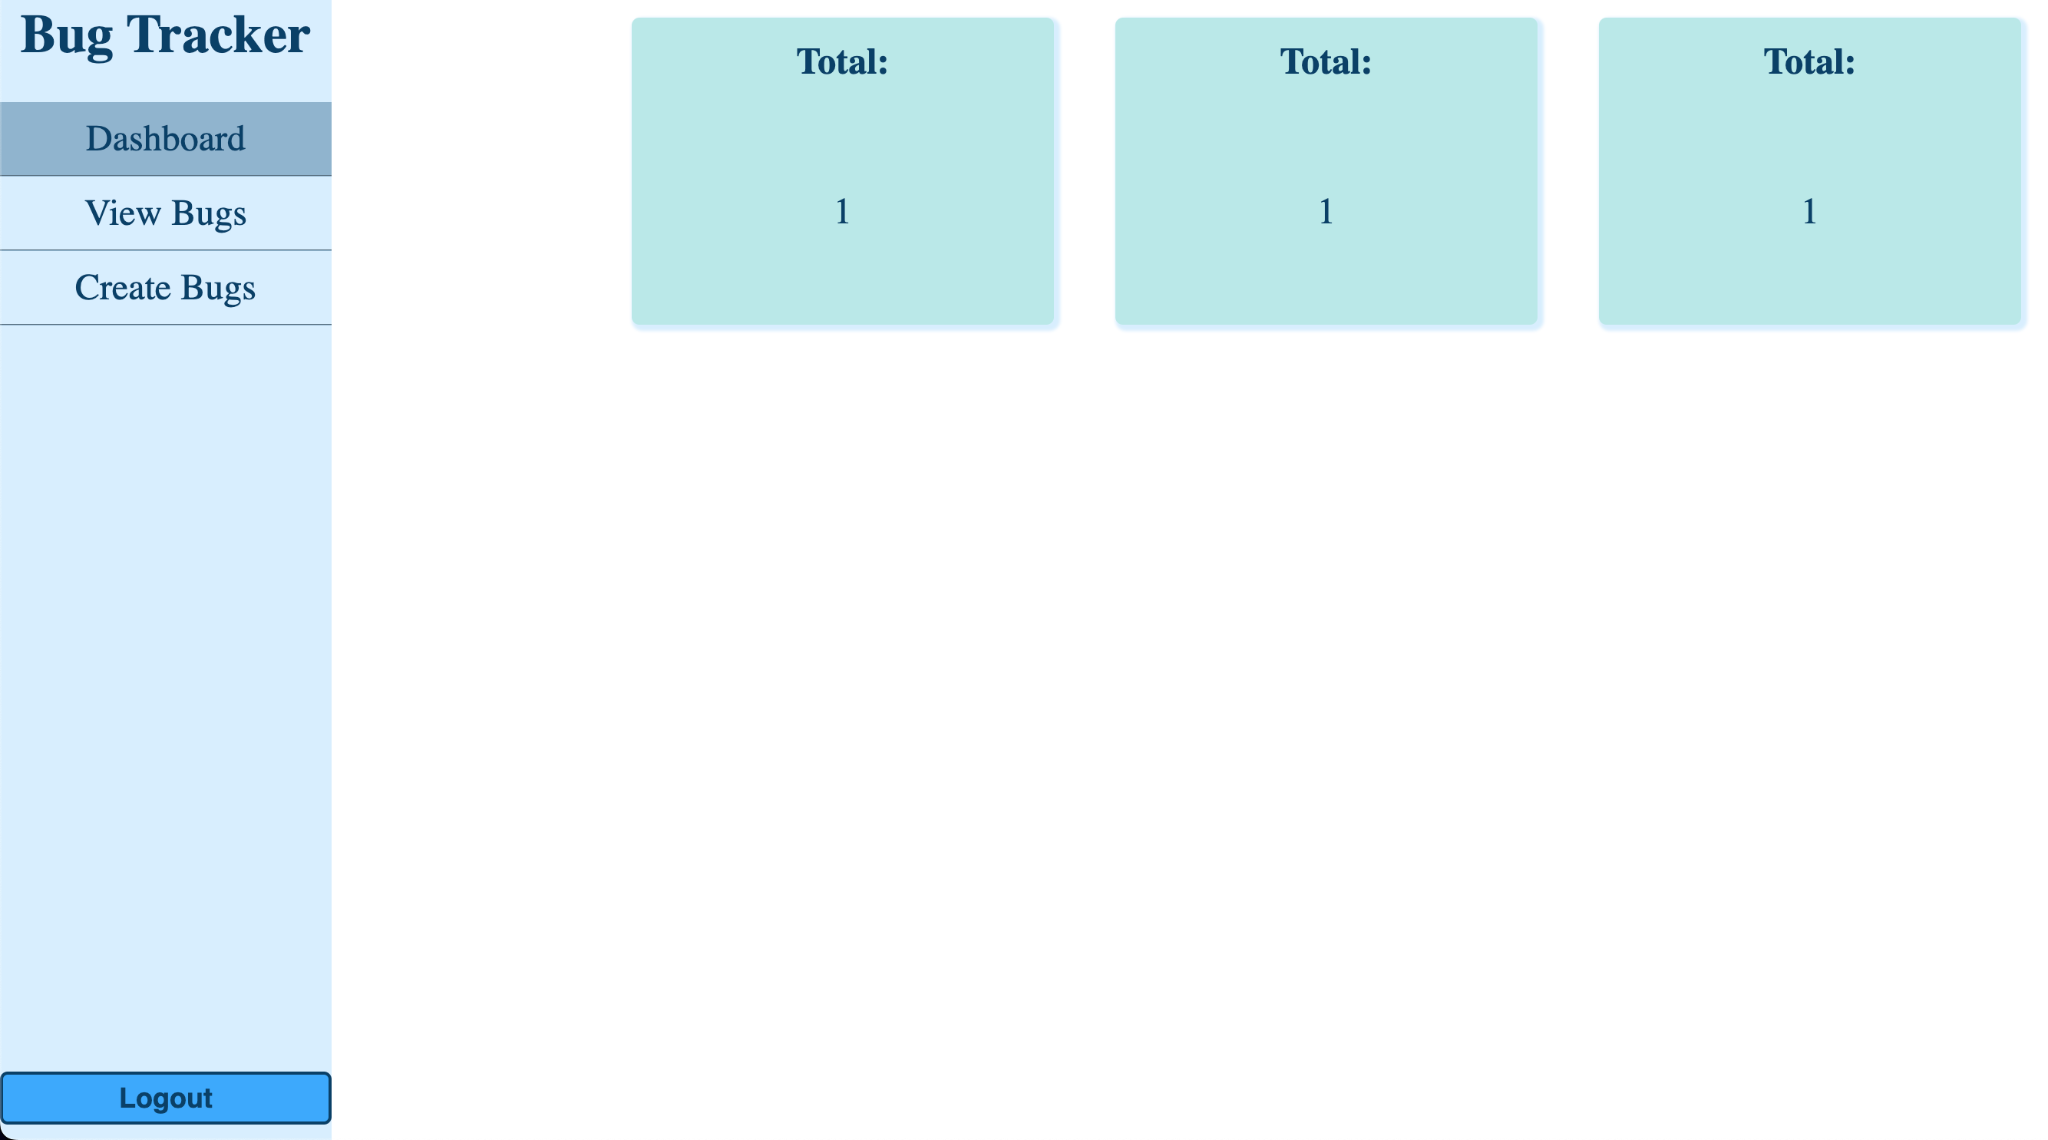 Bug Tracker
Dashboard
View Bugs
Create Bugs
Logout
Total:
1
Total:
1
Total:
1